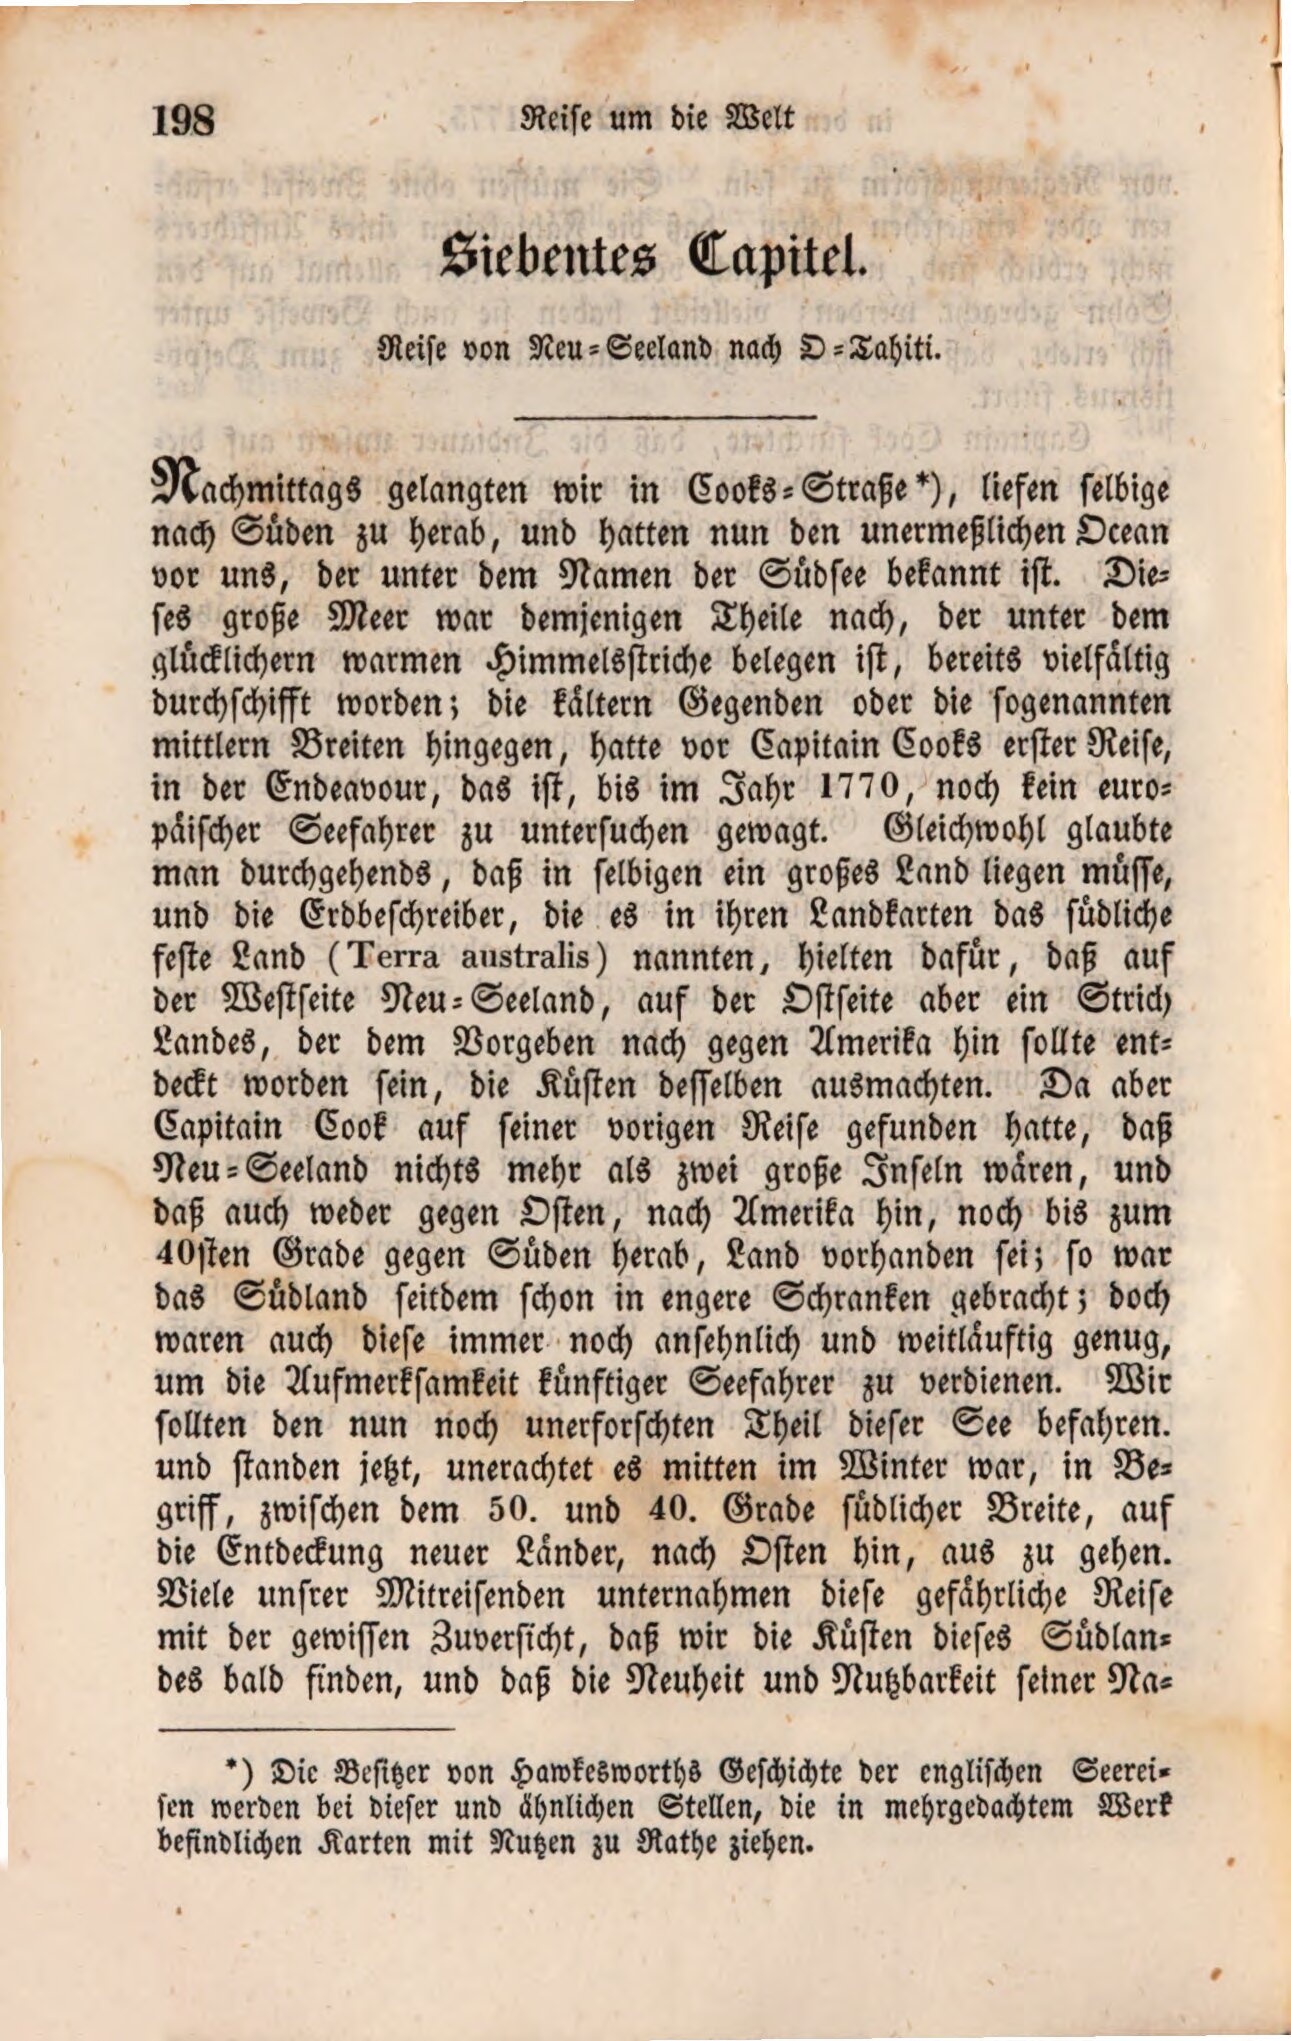 198
Reise um die Welt
Siebentes Capitel.
Reise von Neu-Seeland nach O-Tahiti.
Nachmittags gelangten wir in Cooks-Straße*), liefen selbige
nach Süden zu herab, und hatten nun den unermeßlichen Ocean
vor uns, der unter dem Namen der Südsee bekannt ist. Die-
ses große Meer war demjenigen Theile nach, der unter dem
glücklichern warmen Himmelsstriche belegen ist, bereits vielfältig
durchschifft worden; die kältern Gegenden oder die sogenannten
mittlern Breiten hingegen, hatte vor Capitain Cooks erster Reise,
in der Endeavour, das ist, bis im Jahr 1770, noch kein euro-
päischer Seefahrer zu untersuchen gewagt. Gleichwohl glaubte
man durchgehends, daß in selbigen ein großes Land liegen müsse,
und die Erdbeschreiber, die es in ihren Landkarten das südliche
feste Land (Terra australis) nannten, hielten dafür, daß auf
der Westseite Neu-Seeland, auf der Ostseite aber ein Strich
Landes, der dem Vorgeben nach gegen Amerika hin sollte ent-
deckt worden sein, die Küsten desselben ausmachten. Da aber
Capitain Cook auf seiner vorigen Reise gefunden hatte, daß
Neu-Seeland nichts mehr als zwei große Inseln wären, und
daß auch weder gegen Osten, nach Amerika hin, noch bis zum
40sten Grade gegen Süden herab, Land vorhanden sei; so war
das Südland seitdem schon in engere Schranken gebracht; doch
waren auch diese immer noch ansehnlich und weitläuftig genug,
um die Aufmerksamkeit künftiger Seefahrer zu verdienen. Wir
sollten den nun noch unerforschten Theil dieser See befahren.
und standen jetzt, unerachtet es mitten im Winter war, in Be-
griff, zwischen dem 50. und 40. Grade südlicher Breite, auf
die Entdeckung neuer Länder, nach Osten hin, aus zu gehen.
Viele unsrer Mitreisenden unternahmen diese gefährliche Reise
mit der gewissen Zuversicht, daß wir die Küsten dieses Südlan-
des bald finden, und daß die Neuheit und Nutzbarkeit seiner Na-
*) Die Besitzer von Hawkesworths Geschichte der englischen Seerei-
sen werden bei dieser und ähnlichen Stellen, die in mehrgedachtem Werk
befindlichen Karten mit Nutzen zu Rathe ziehen.